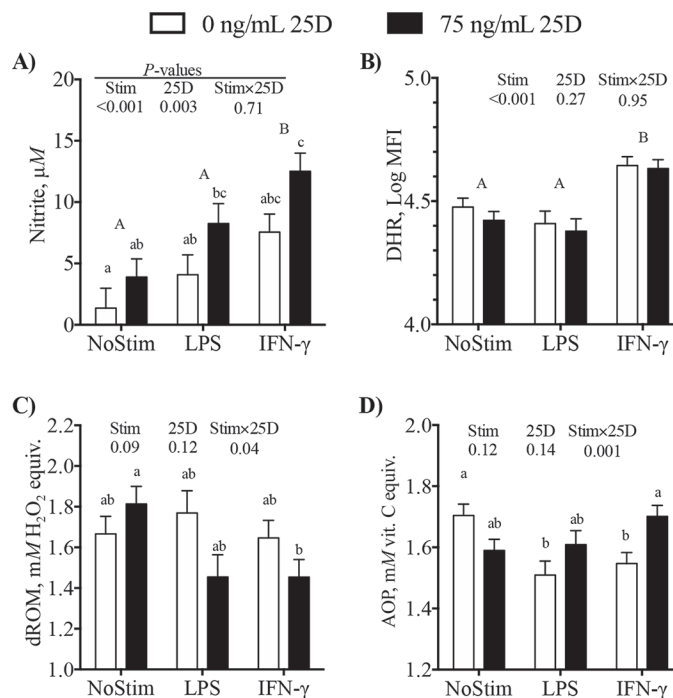 0 ng/mL 25D 75 ng/mL 25D
A)
P-values
Stim 25D Stim×25D
<0.001 0.003 0.71
Nitrite, μM
20
15
10
5
0
a ab A ab bc A abc c B
NoStim LPS IFN-γ
B)
Stim 25D Stim×25D
<0.001 0.27 0.95
DHR, Log MFI
5.0
4.5
4.0
A A B
NoStim LPS IFN-γ
C)
Stim 25D Stim×25D
0.09 0.12 0.04
dROM, mM H₂O₂ equiv.
2.2
2.0
1.8
1.6
1.4
1.2
1.0
ab a ab ab ab b
NoStim LPS IFN-γ
D)
Stim 25D Stim×25D
0.12 0.14 0.001
AOP, mM vit. C equiv.
2.0
1.8
1.6
1.4
1.2
a ab b ab b a
NoStim LPS IFN-γ